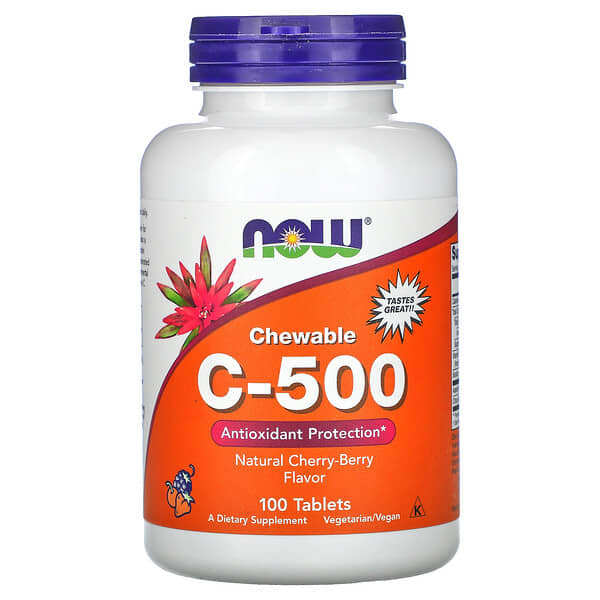 NOW®
TASTES
GREAT!!
Chewable
C-500
Antioxidant Protection*
Natural Cherry-Berry
Flavor
100 Tablets
A Dietary Supplement Vegetarian/Vegan
K